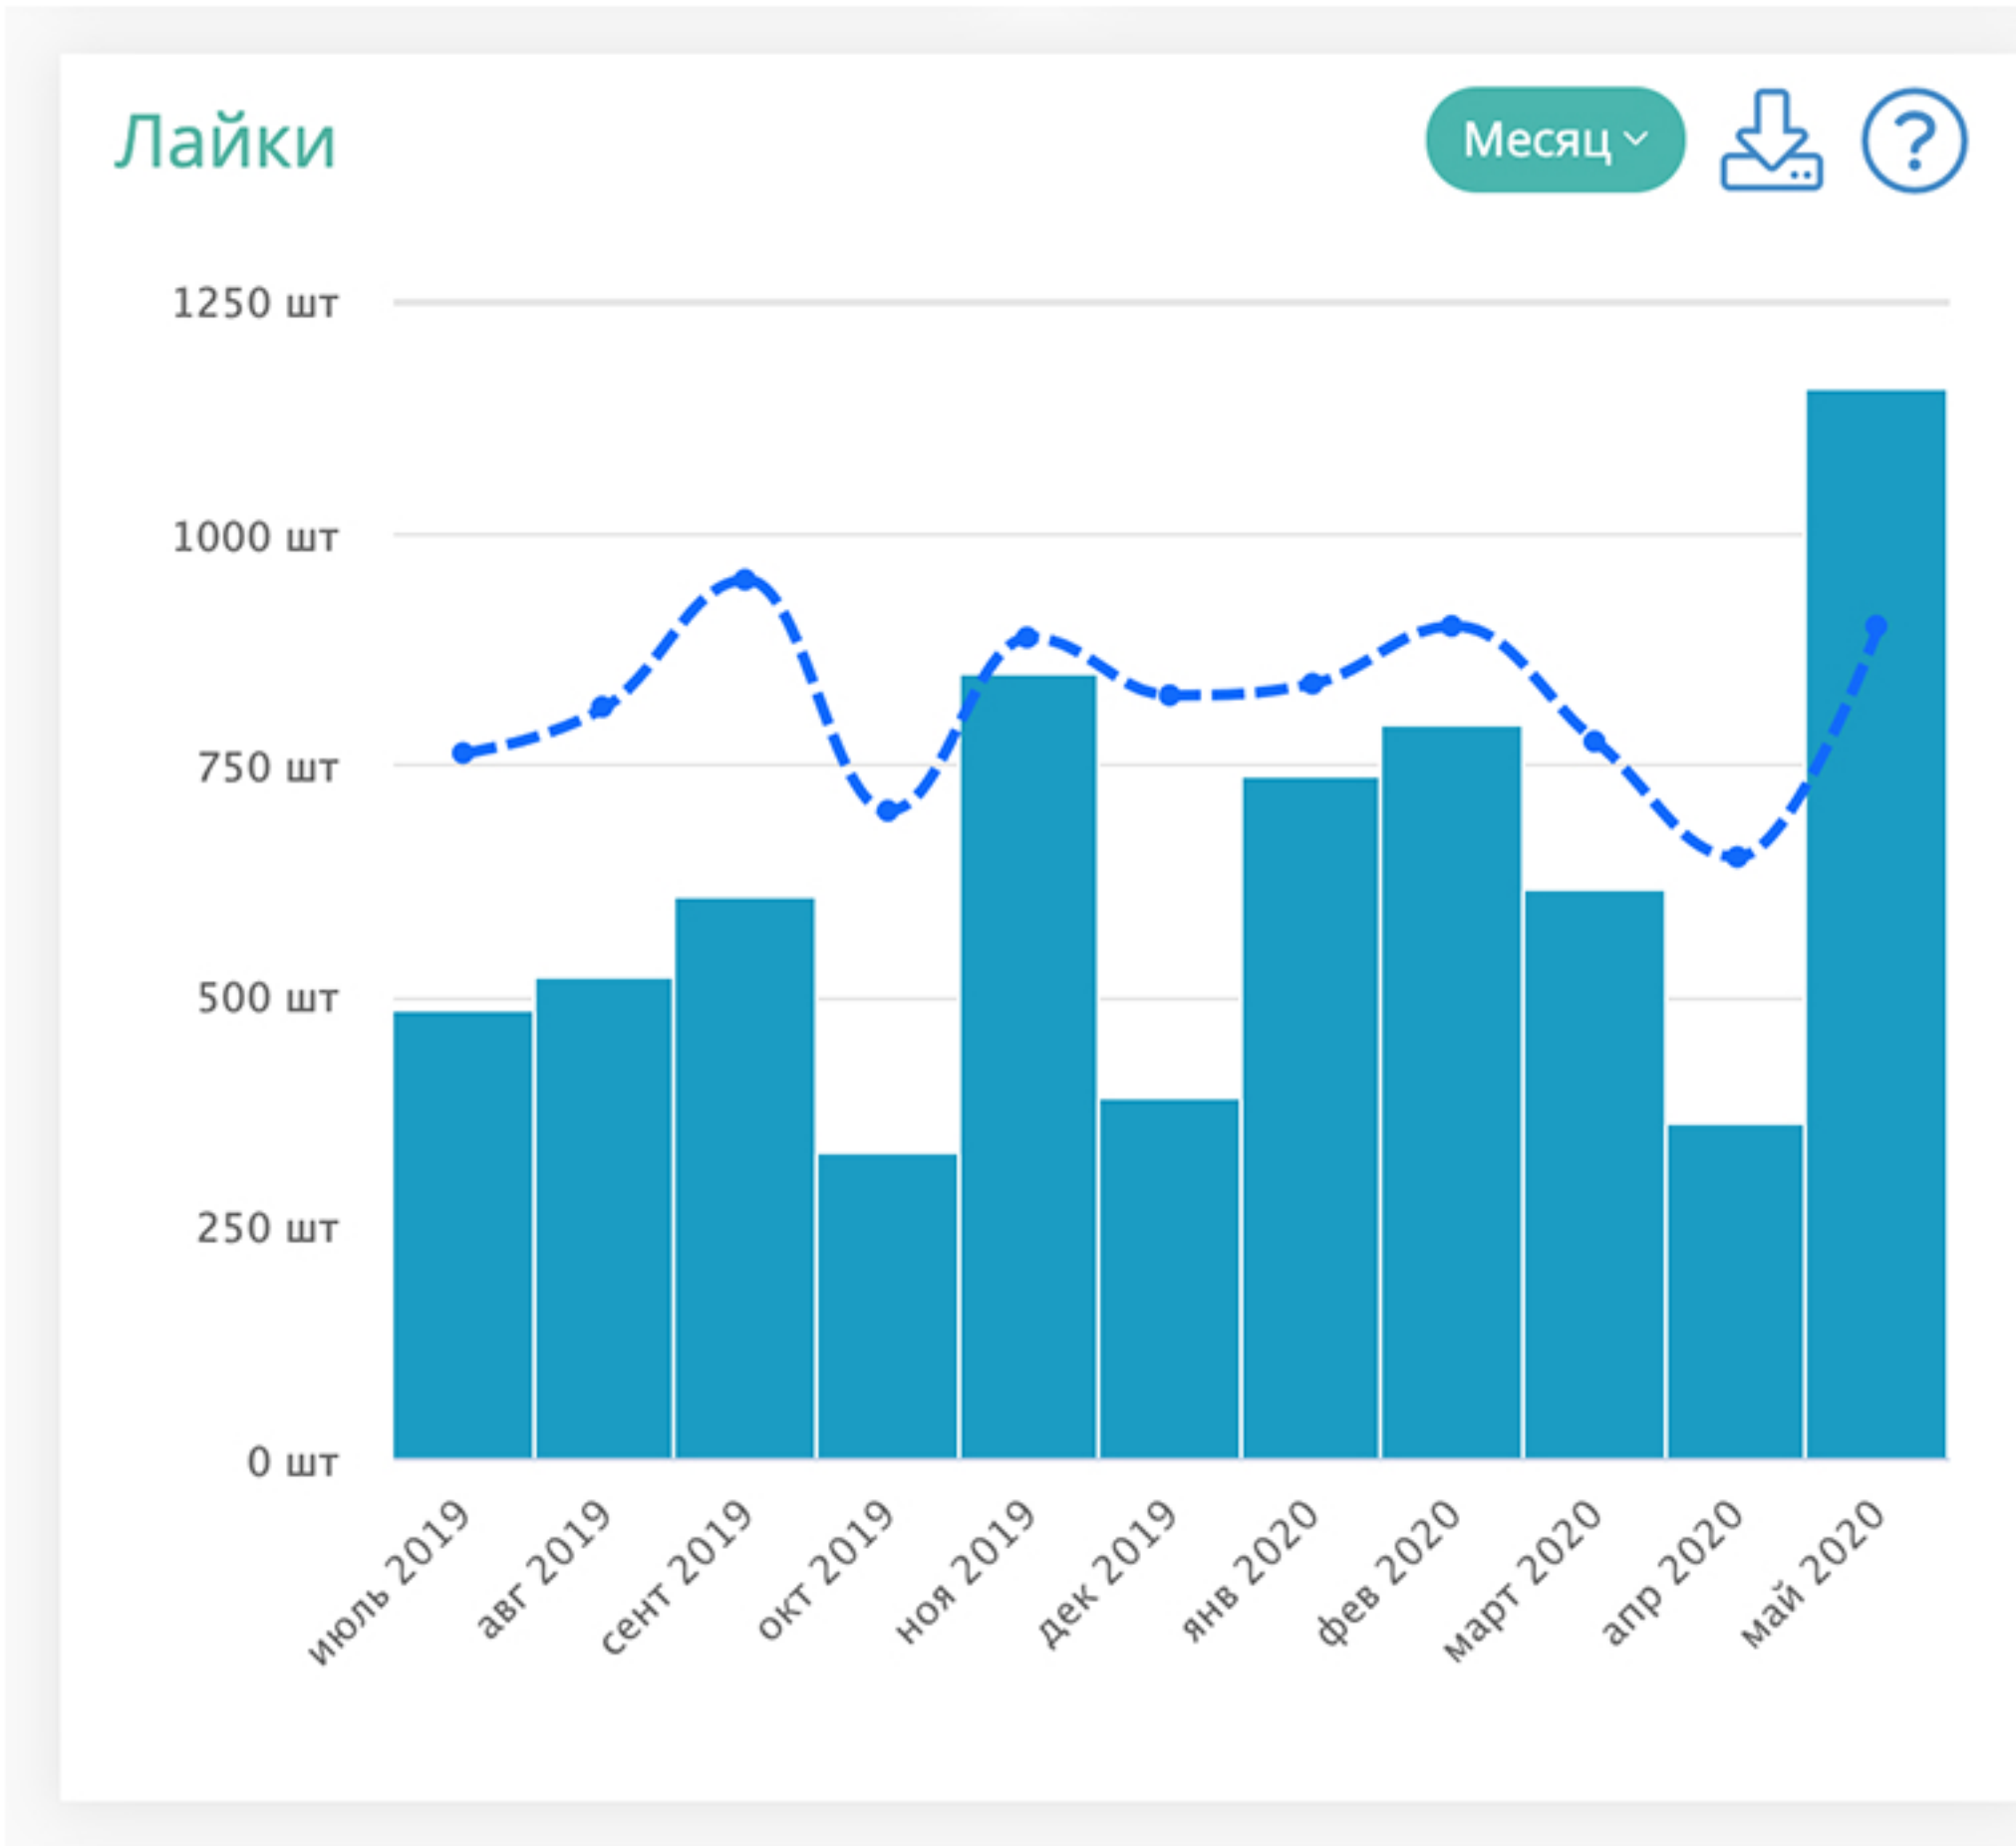 Лайки
Месяц
1250 шт
1000 шт
750 шт
500 шт
250 шт
0 шт
июль 2019
авг 2019
сент 2019
окт 2019
ноя 2019
дек 2019
янв 2020
фев 2020
март 2020
апр 2020
май 2020